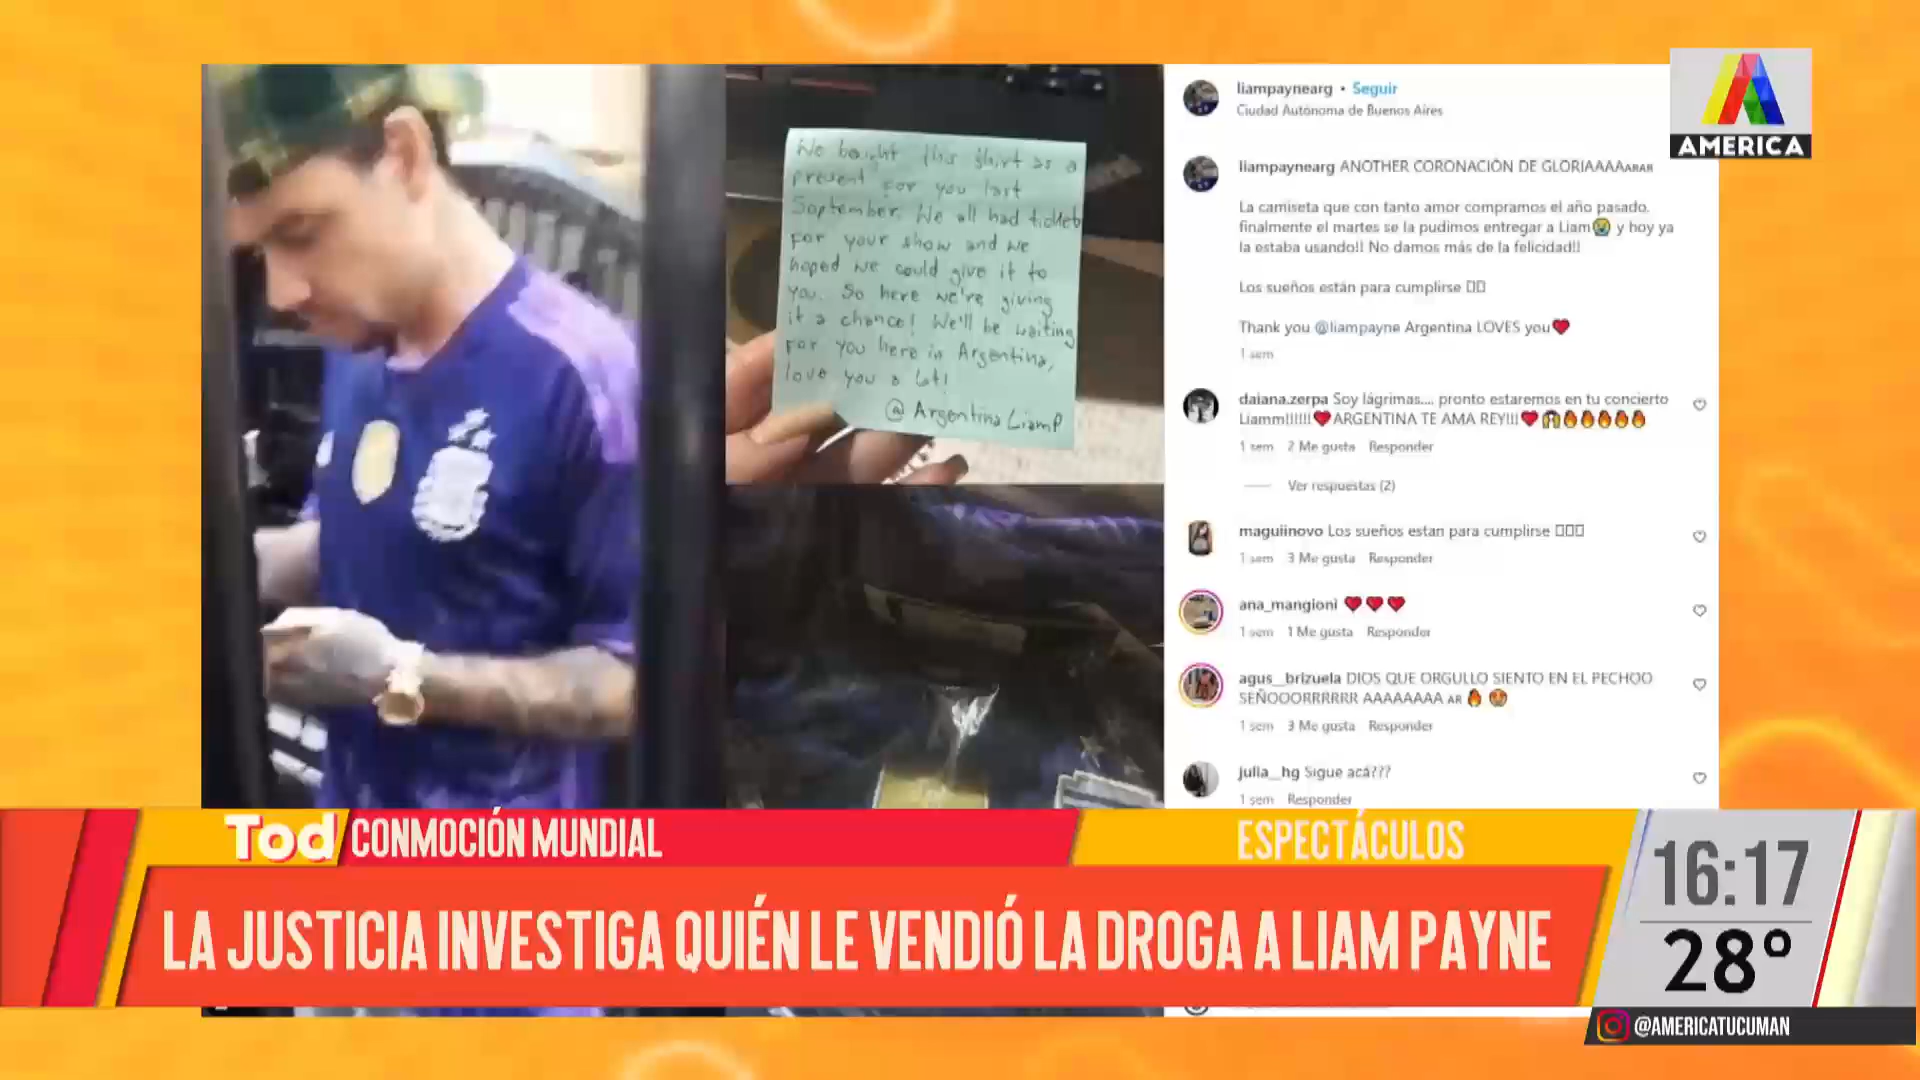 liampaynearg • Seguir
Ciudad Autónoma de Buenos Aires
AMERICA
liampaynearg ANOTHER CORONACIÓN DE GLORIAAAAARAR
La camiseta que con tanto amor compramos el año pasado,
finalmente el martes se la pudimos entregar a Liam😭 y hoy ya
la estaba usando!! No damos más de la felicidad!!
Los sueños están para cumplirse
Thank you @liampayne Argentina LOVES you❤️
1 sem
daiana.zerpa Soy lágrimas.... pronto estaremos en tu concierto
Liamm!!!!!!❤️ARGENTINA TE AMA REY!!!❤️😱🔥🔥🔥🔥🔥
1 sem 2 Me gusta Responder
Ver respuestas (2)
maguiinovo Los sueños estan para cumplirse
1 sem 3 Me gusta Responder
ana_mangioni ❤️❤️❤️
1 sem 1 Me gusta Responder
agus__brizuela DIOS QUE ORGULLO SIENTO EN EL PECHOO
SEÑOOORRRRRR AAAAAAAA AR 🔥 😍
1 sem 3 Me gusta Responder
julia__hg Sigue acá???
1 sem Responder
We bought this shirt as a
present for you last
September. We all had tickets
for your show and we
hoped we could give it to
you. So here we're giving
it a chance! We'll be waiting
for you here in Argentina,
love you a lot!
@ArgentinaLiamP
Tod CONMOCIÓN MUNDIAL
ESPECTÁCULOS
LA JUSTICIA INVESTIGA QUIÉN LE VENDIÓ LA DROGA A LIAM PAYNE
16:17
28°
@AMERICATUCUMAN